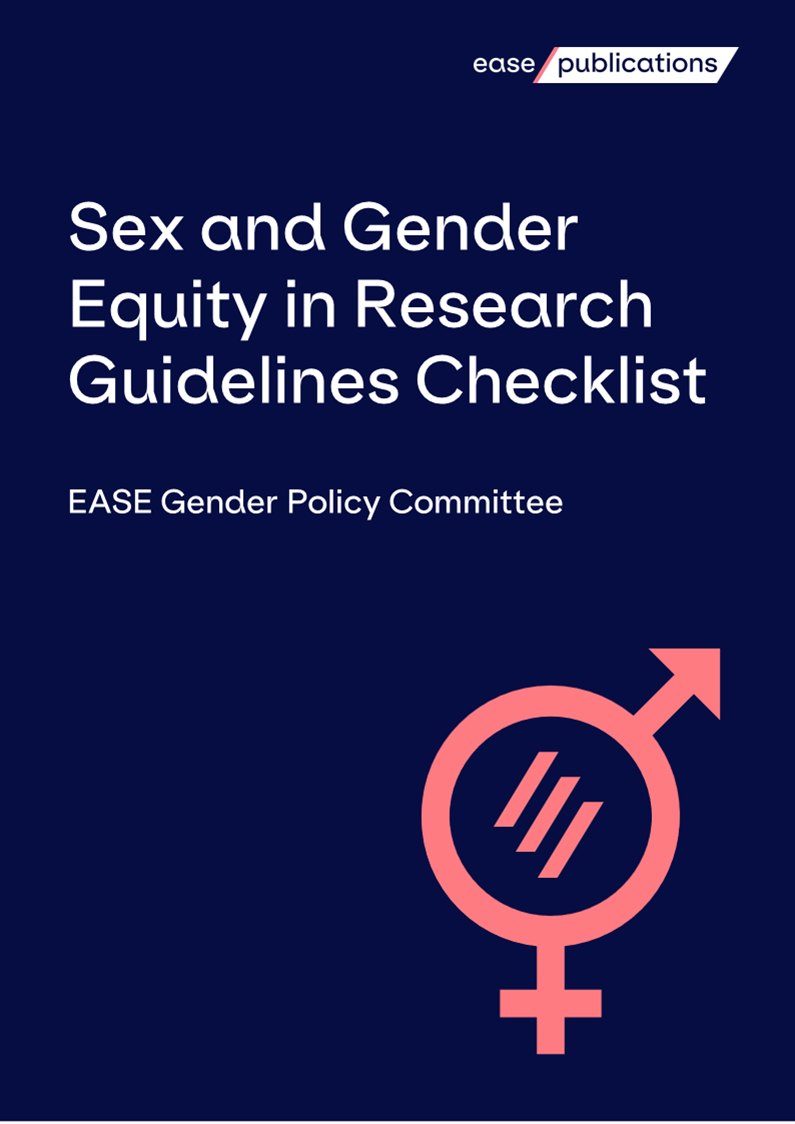 ease/publications
Sex and Gender
Equity in Research
Guidelines Checklist
EASE Gender Policy Committee